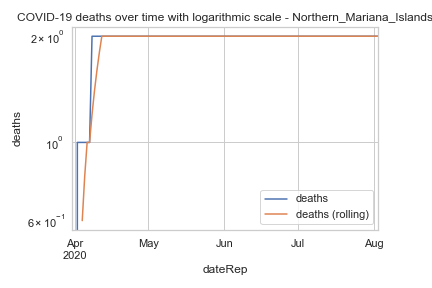 COVID-19 deaths over time with logarithmic scale - Northern_Mariana_Islands
2 × 10⁰
10⁰
6 × 10⁻¹
deaths
deaths
deaths (rolling)
Apr May Jun Jul Aug
2020
dateRep